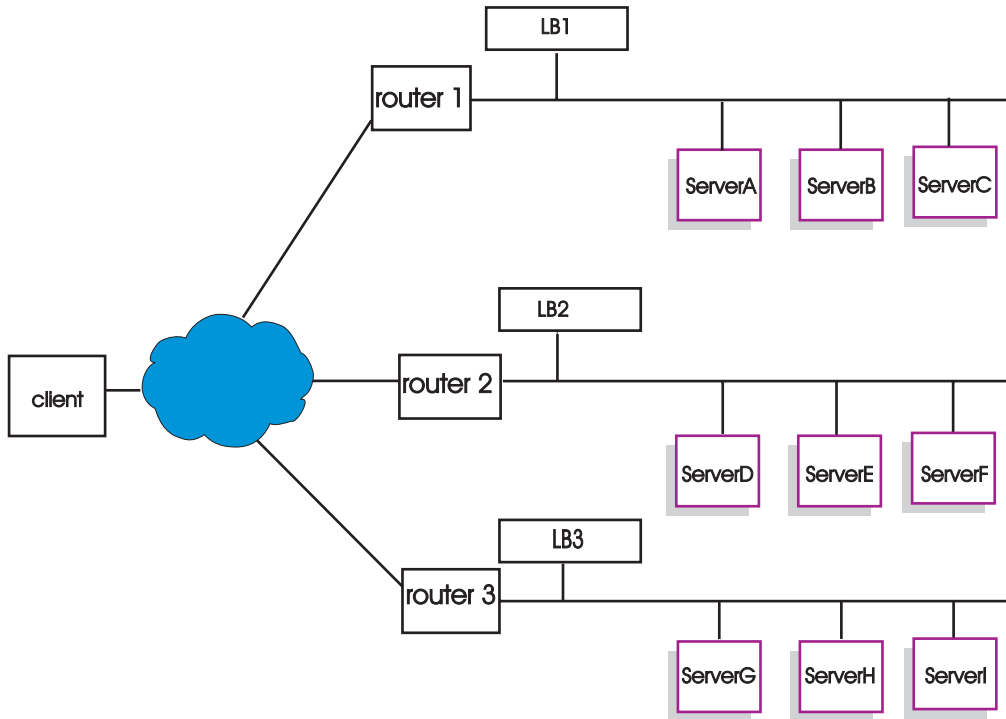 LB1
router 1
ServerA
ServerB
ServerC
LB2
client
router 2
ServerD
ServerE
ServerF
LB3
router 3
ServerG
ServerH
ServerI